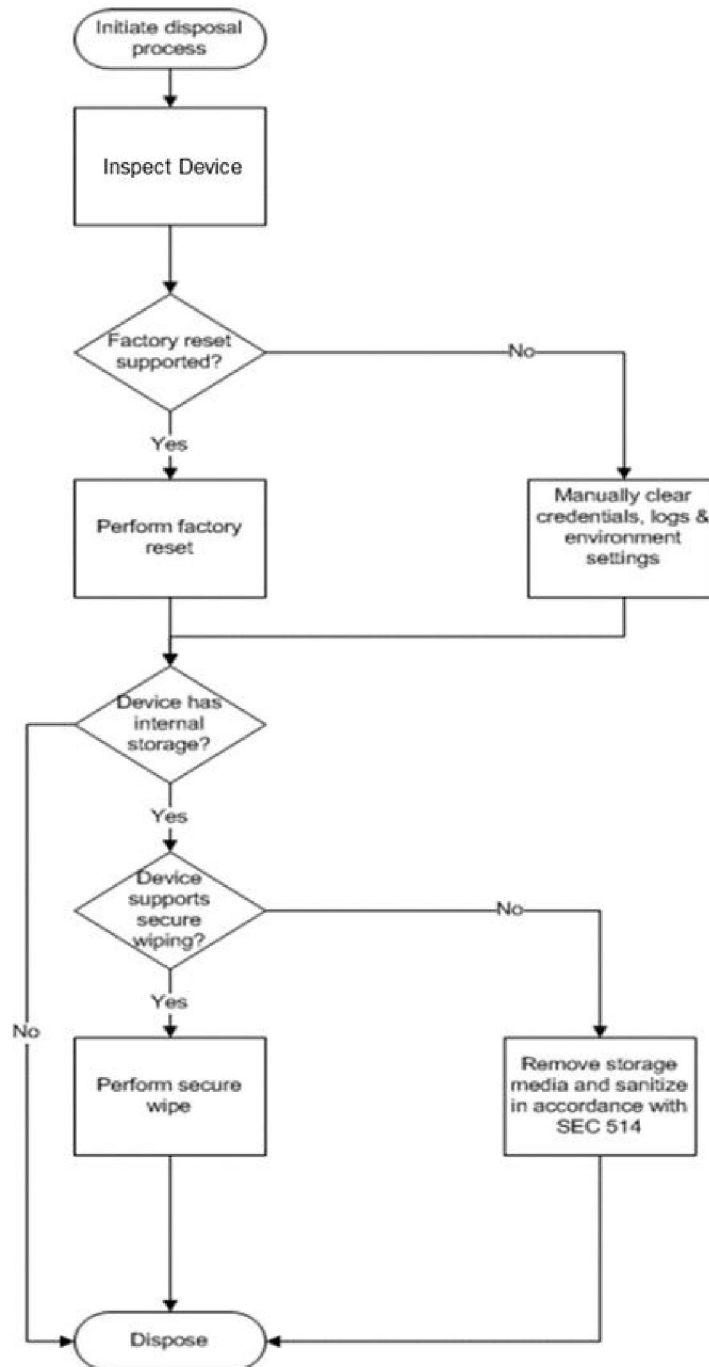 Initiate disposal
process
Inspect Device
Factory reset
supported?
No
Yes
Perform factory
reset
Manually clear
credentials, logs &
environment
settings
Device has
internal
storage?
Yes
Device
supports
secure
wiping?
No
Yes
No
Perform secure
wipe
Remove storage
media and sanitize
in accordance with
SEC 514
Dispose